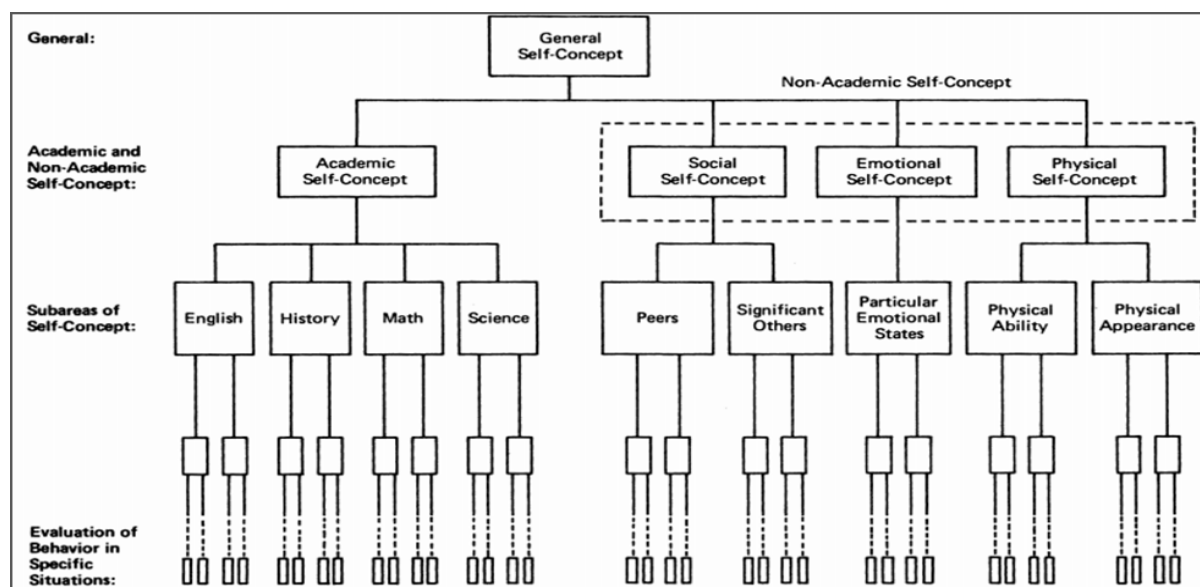 General:
General
Self-Concept
Non-Academic Self-Concept
Academic and
Non-Academic
Self-Concept:
Academic
Self-Concept
Social
Self-Concept
Emotional
Self-Concept
Physical
Self-Concept
Subareas of
Self-Concept:
English
History
Math
Science
Peers
Significant
Others
Particular
Emotional
States
Physical
Ability
Physical
Appearance
Evaluation of
Behavior in
Specific
Situations: